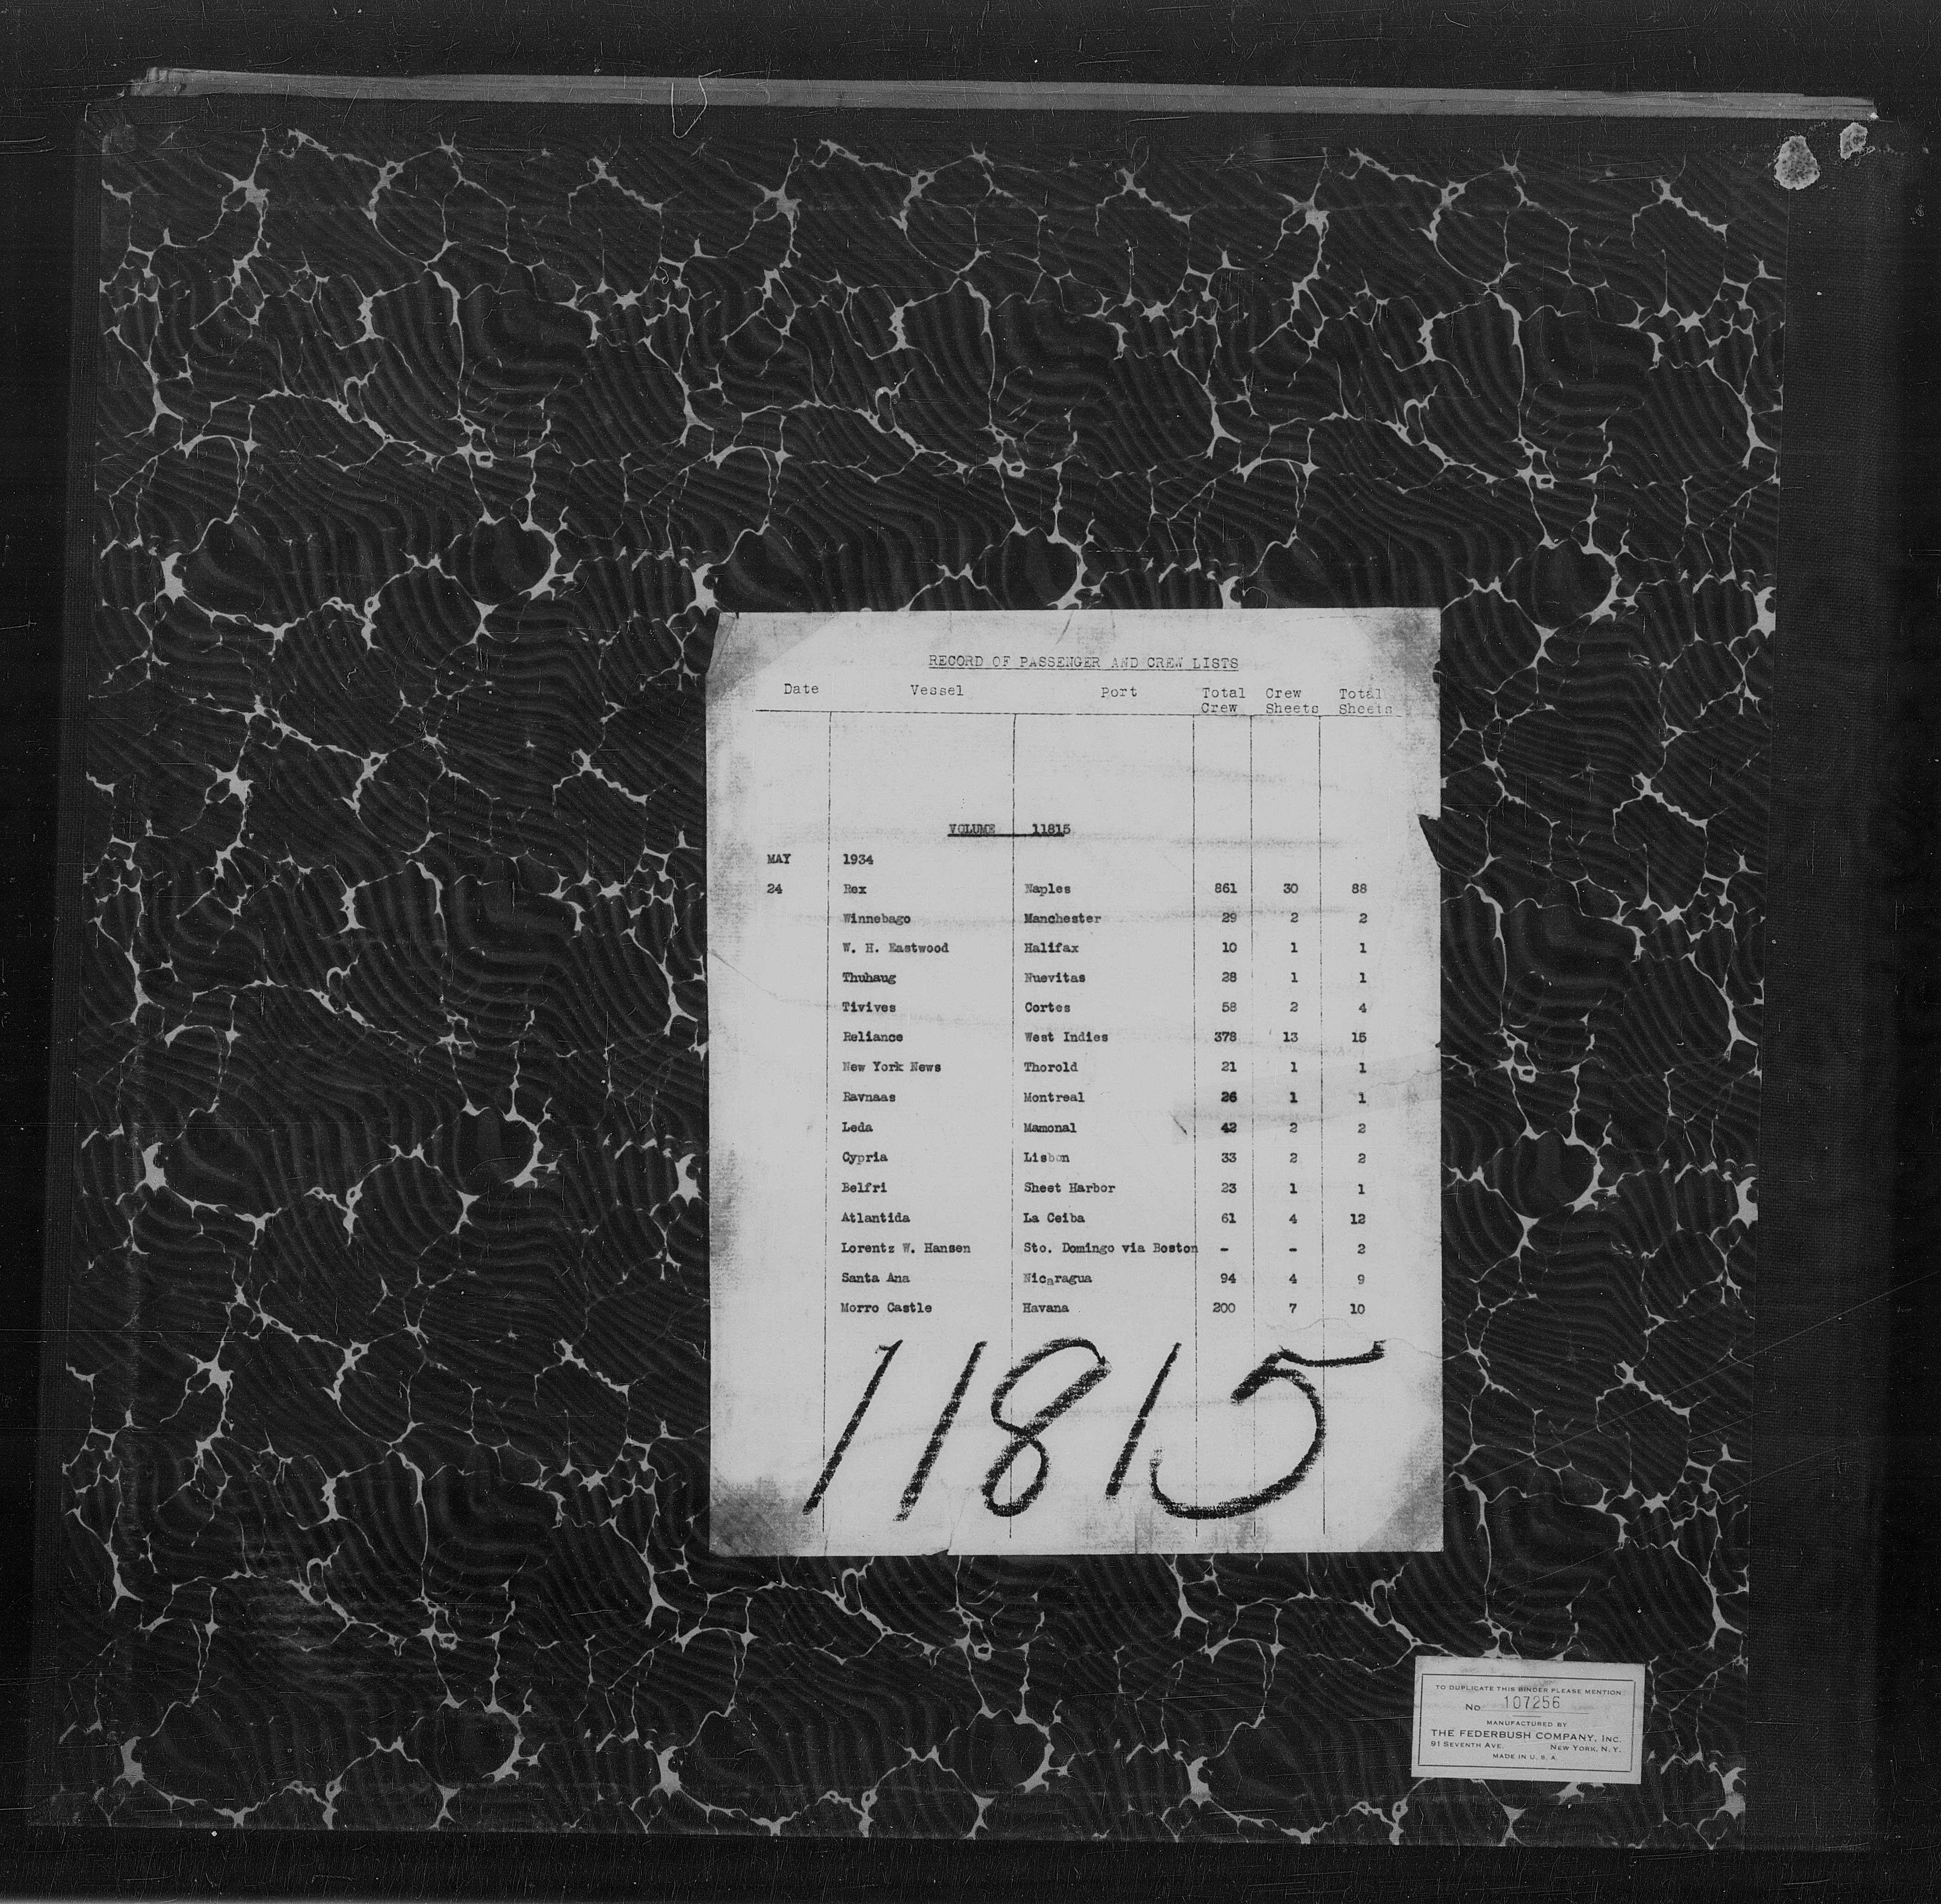 RECORD OF PASSENGER AND CREW LISTS
Date Vessel Port Total Crew Crew Sheets Total Sheets
VOLUME 11815
MAY 1934
24 Rex Naples 861 30 88
Winnebago Manchester 29 2 2
W. H. Eastwood Halifax 10 1 1
Thuhaug Nuevitas 28 1 1
Tivives Cortes 58 2 4
Reliance West Indies 378 13 15
New York News Thorold 21 1 1
Ravnaas Montreal 26 1 1
Leda Mamonal 42 2 2
Cypria Lisbon 33 2 2
Belfri Sheet Harbor 23 1 1
Atlantida La Ceiba 61 4 12
Lorentz W. Hansen Sto. Domingo via Boston - - 2
Santa Ana Nicaragua 94 4 9
Morro Castle Havana 200 7 10
11815
TO DUPLICATE THIS BINDER PLEASE MENTION
No 107256
MANUFACTURED BY
THE FEDERBUSH COMPANY, INC.
91 SEVENTH AVE. NEW YORK, N.Y.
MADE IN U.S.A.